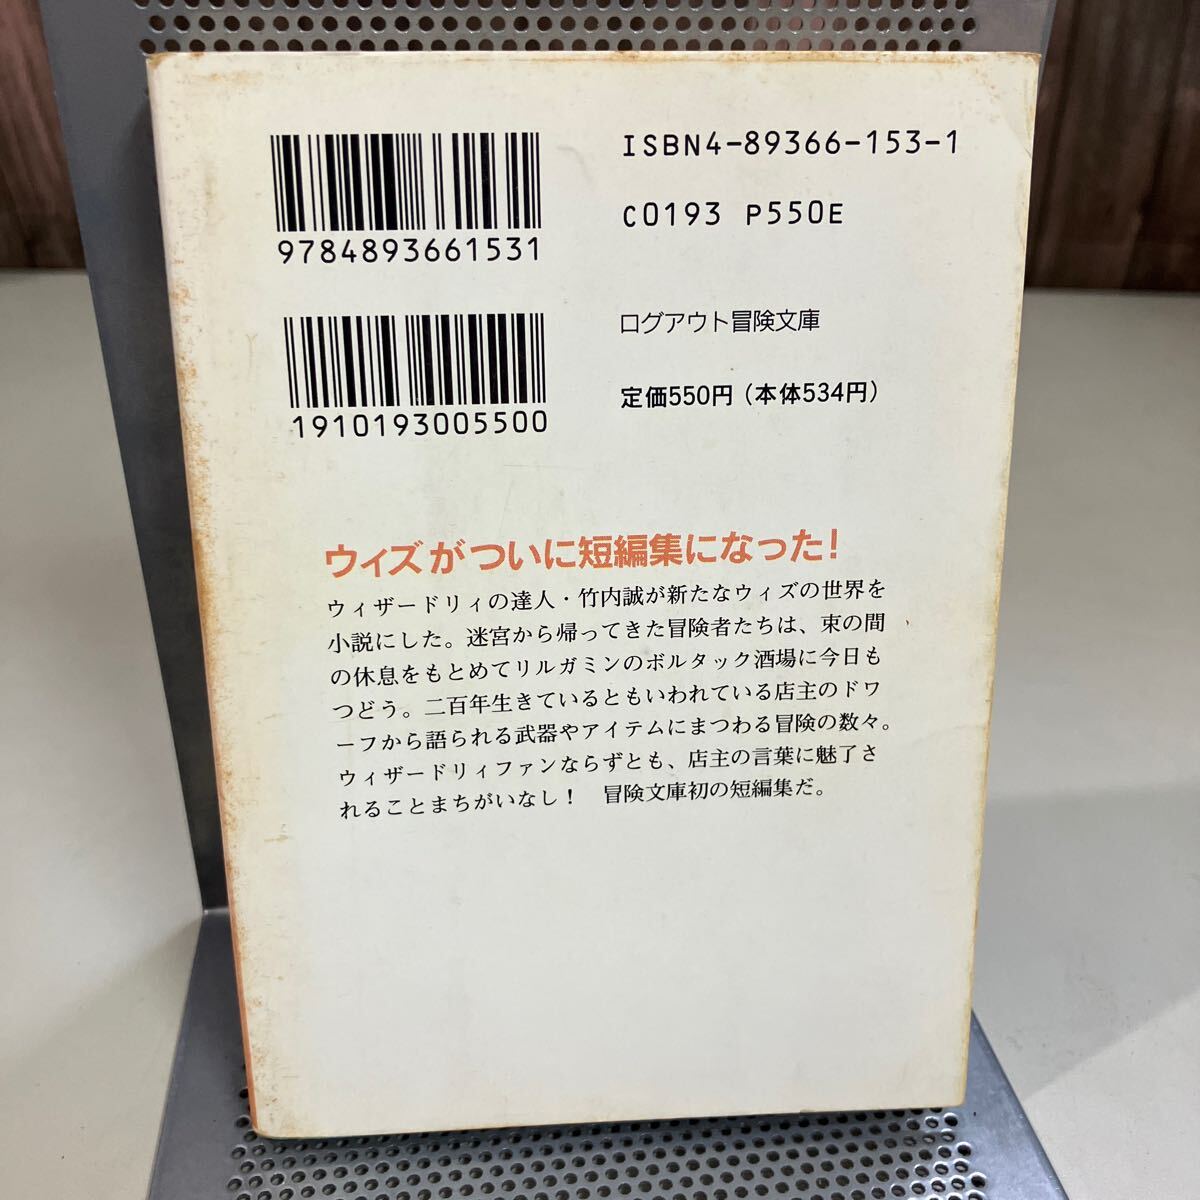 ISBN4-89366-153-1
C0193 P550E
9784893661531
1910193005500
ログアウト冒険文庫
定価550円(本体534円)
ウィズがついに短編集になった!
ウィザードリィの達人・竹内誠が新たなウィズの世界を
小説にした。迷宮から帰ってきた冒険者たちは、束の間
の休息をもとめてリルガミンのボルタック酒場に今日も
つどう。二百年生きているともいわれている店主のドワ
ーフから語られる武器やアイテムにまつわる冒険の数々。
ウィザードリィファンならずとも、店主の言葉に魅了さ
れることまちがいなし! 冒険文庫初の短編集だ。